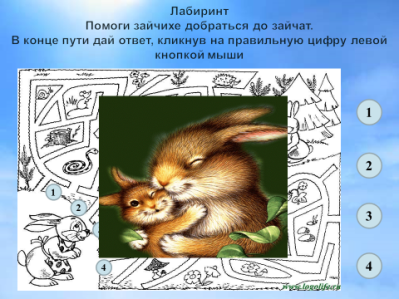 Лабиринт
Помоги зайчихе добраться до зайчат.
В конце пути дай ответ, кликнув на правильную цифру левой
кнопкой мыши
1
2
3
4
1
2
4